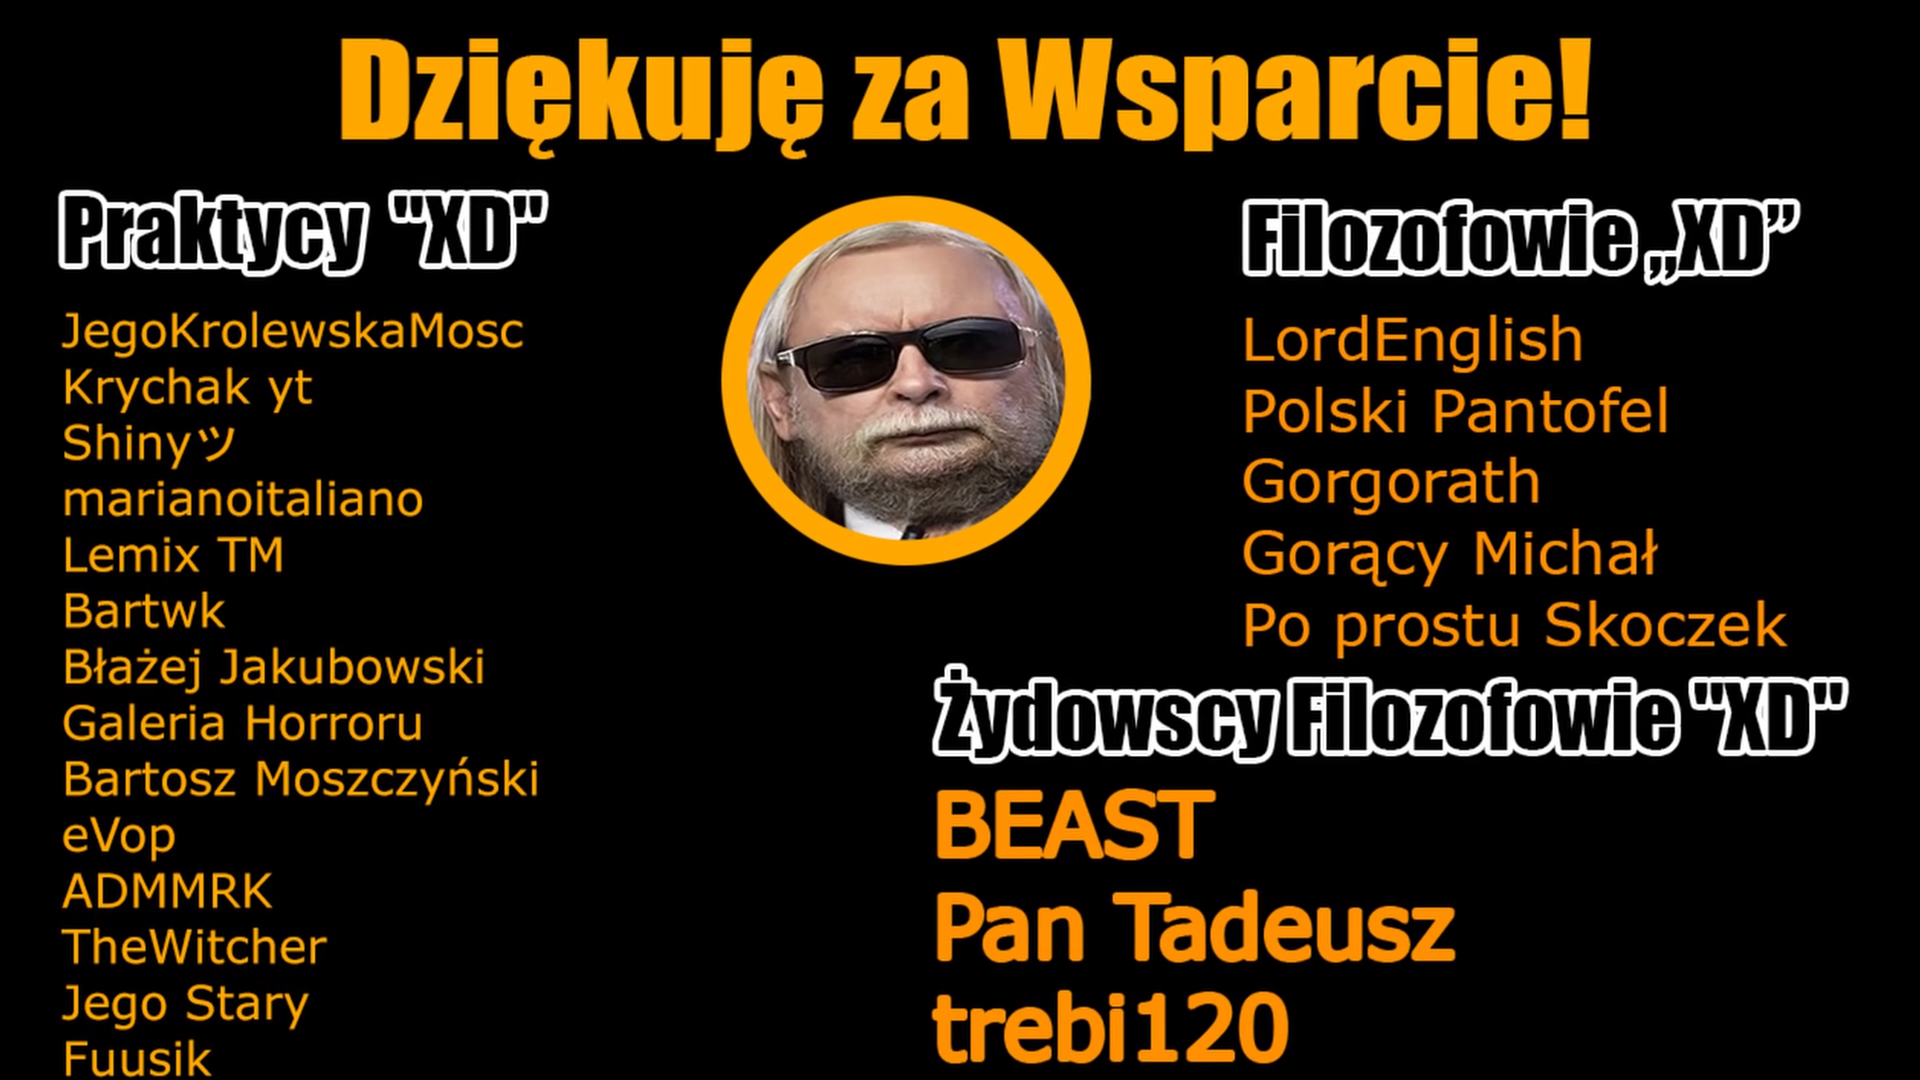 Dziękuję za Wsparcie!
Praktycy "XD"
JegoKrolewskaMosc
Krychak yt
Shinyツ
marianoitaliano
Lemix TM
Bartwk
Błażej Jakubowski
Galeria Horroru
Bartosz Moszczyński
eVop
ADMMRK
TheWitcher
Jego Stary
Fuusik
Filozofowie „XD”
LordEnglish
Polski Pantofel
Gorgorath
Gorący Michał
Po prostu Skoczek
Żydowscy Filozofowie "XD"
BEAST
Pan Tadeusz
trebi120